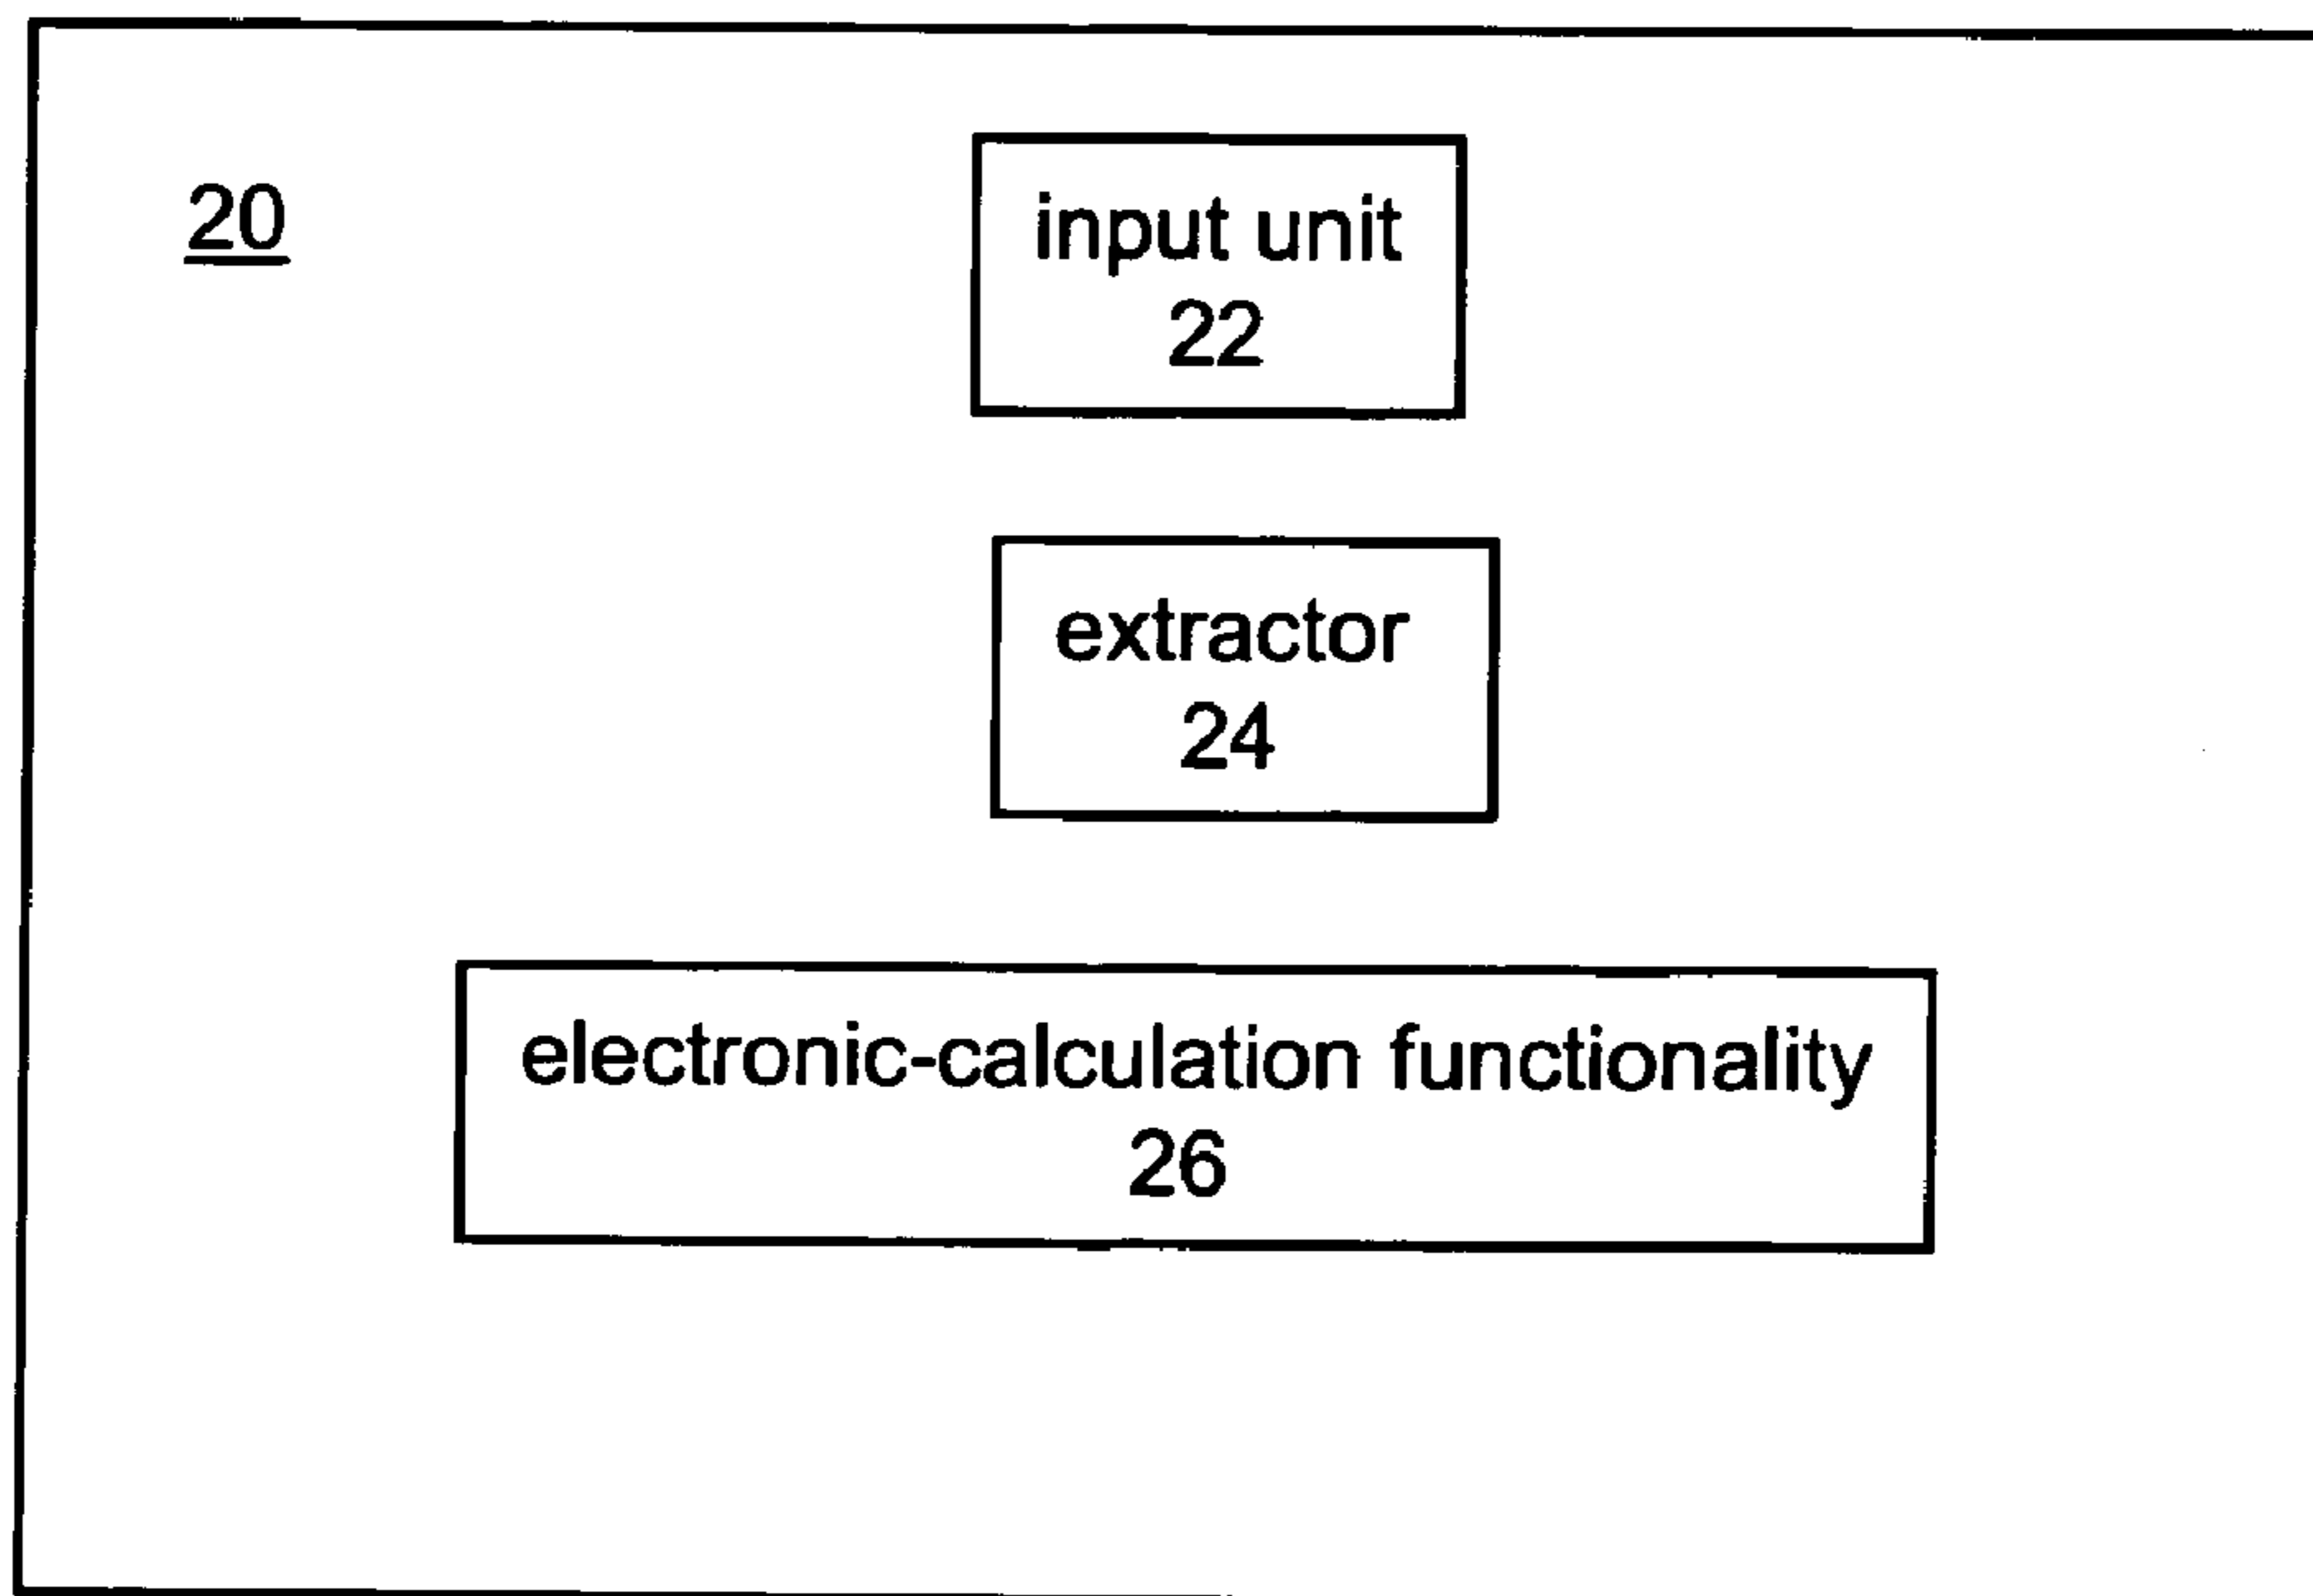 20
input unit
22
extractor
24
electronic-calculation functionality
26